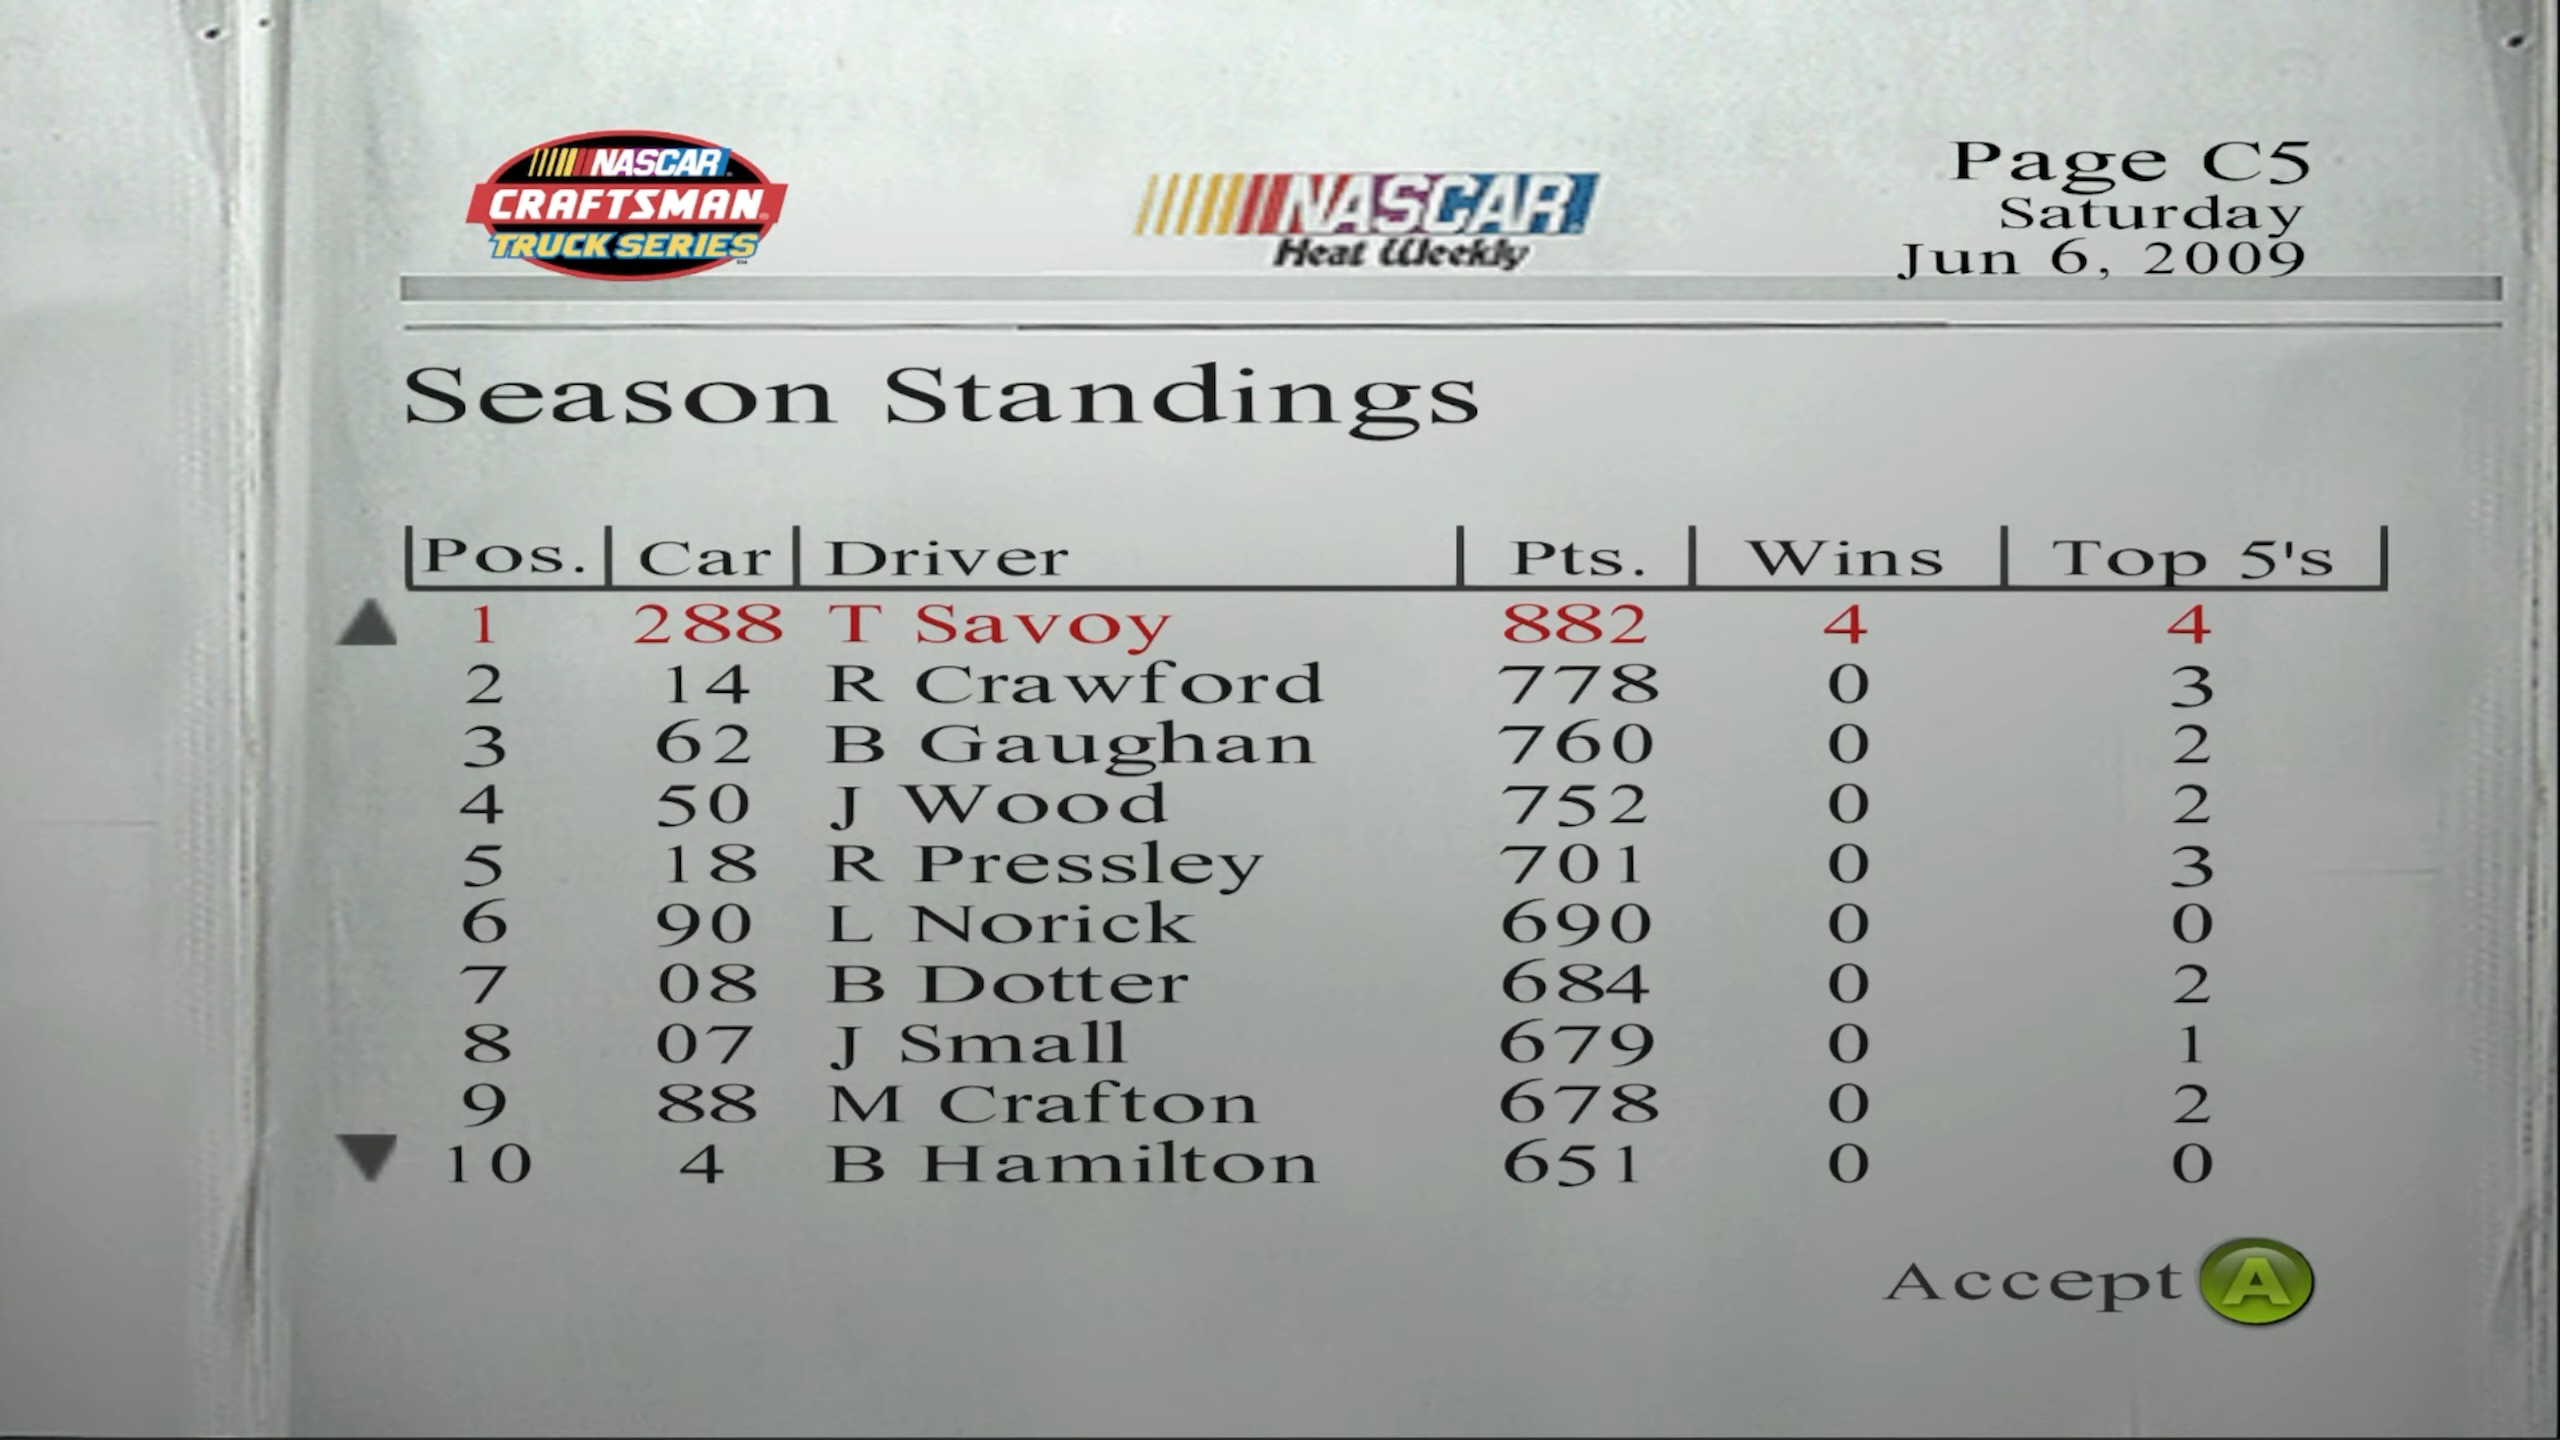 NASCAR
CRAFTSMAN
TRUCK SERIES
NASCAR
Heat Weekly
Page C5
Saturday
Jun 6, 2009
Season Standings
Pos. Car Driver Pts. Wins Top 5's
1 288 T Savoy 882 4 4
2 14 R Crawford 778 0 3
3 62 B Gaughan 760 0 2
4 50 J Wood 752 0 2
5 18 R Pressley 701 0 3
6 90 L Norick 690 0 0
7 08 B Dotter 684 0 2
8 07 J Small 679 0 1
9 88 M Crafton 678 0 2
10 4 B Hamilton 651 0 0
Accept A